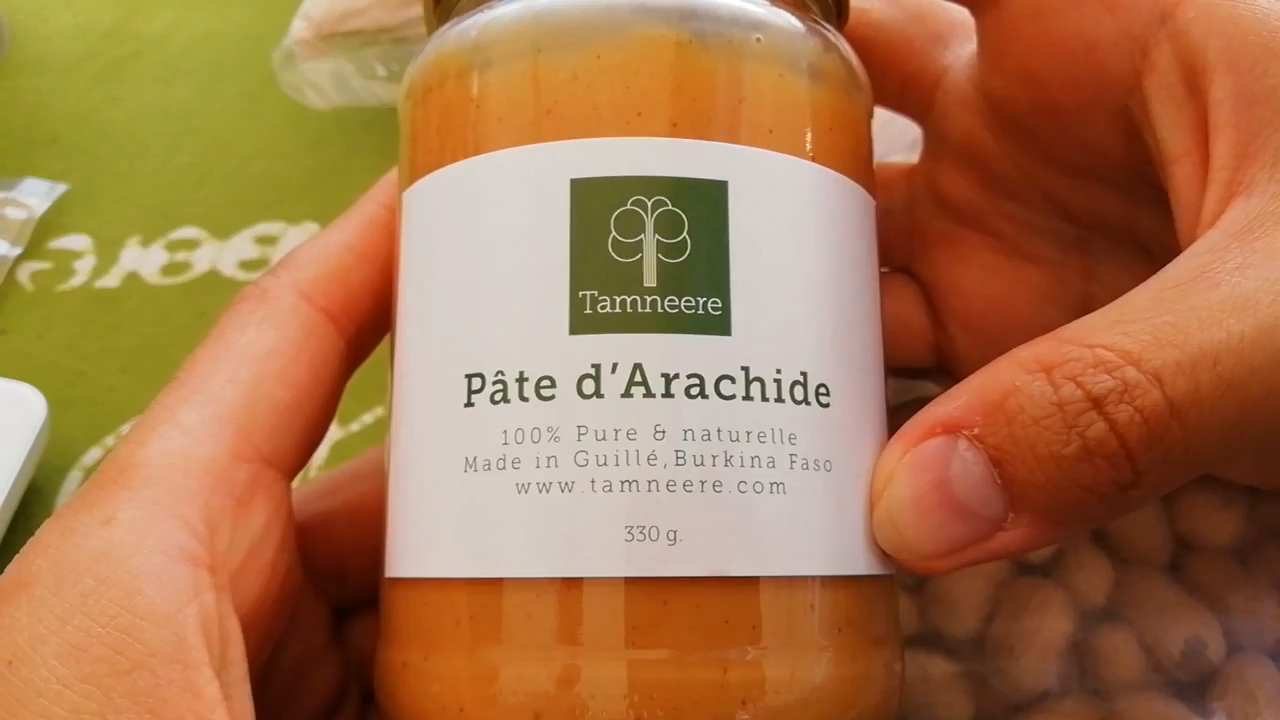 Tamneere
Pâte d'Arachide
100% Pure & naturelle
Made in Guillé, Burkina Faso
www.tamneere.com
330 g.